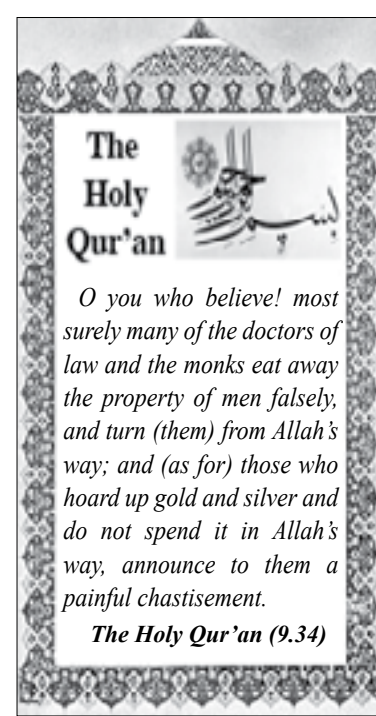 The
Holy
Qur'an
بسم
O you who believe! most
surely many of the doctors of
law and the monks eat away
the property of men falsely,
and turn (them) from Allah’s
way; and (as for) those who
hoard up gold and silver and
do not spend it in Allah’s
way, announce to them a
painful chastisement.
The Holy Qur’an (9.34)